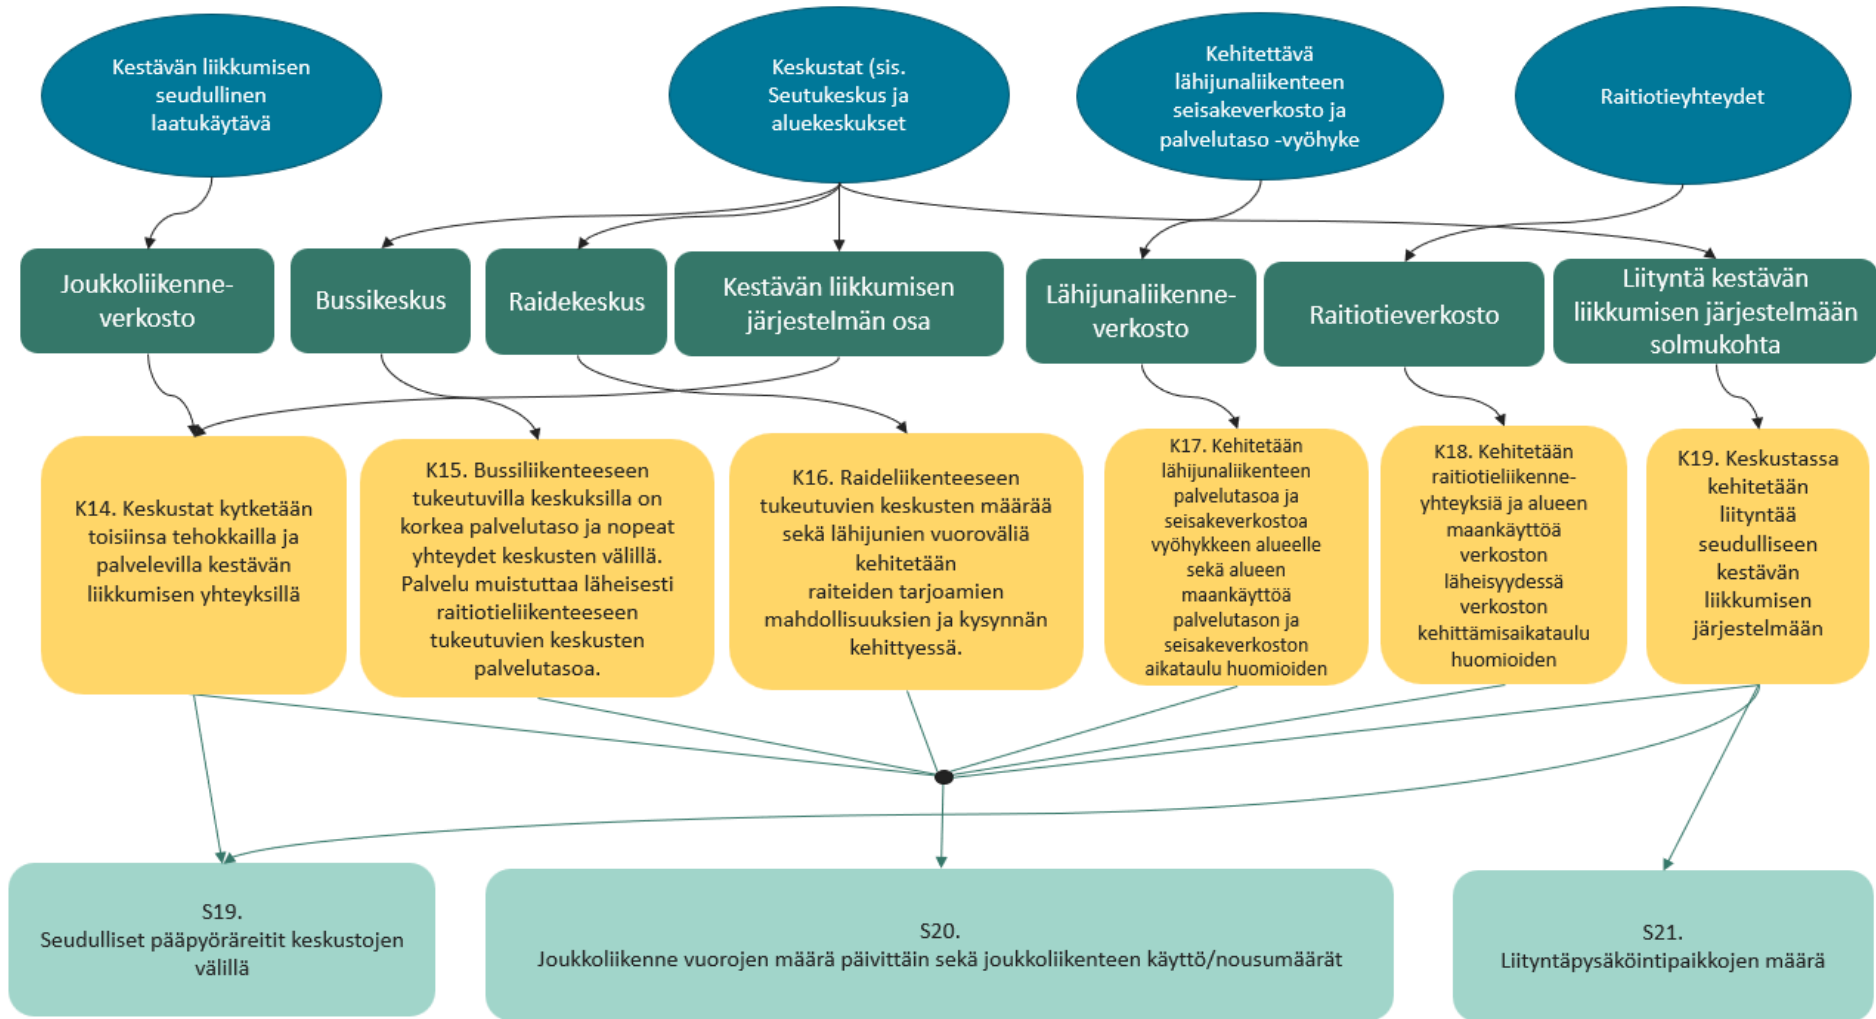 Kestävän liikkumisen
seudullinen
laatukäytävä
Keskustat (sis.
Seutukeskus ja
aluekeskukset
Kehitettävä
lähijunaliikenteen
seisakeverkosto ja
palvelutaso -vyöhyke
Raitiotieyhteydet
Joukkoliikenne-
verkosto
Bussikeskus
Raidekeskus
Kestävän liikkumisen
järjestelmän osa
Lähijunaliikenne-
verkosto
Raitiotieverkosto
Liityntä kestävän
liikkumisen järjestelmään
solmukohta
K14. Keskustat kytketään
toisiinsa tehokkailla ja
palvelevilla kestävän
liikkumisen yhteyksillä
K15. Bussiliikenteeseen
tukeutuvilla keskuksilla on
korkea palvelutaso ja nopeat
yhteydet keskusten välillä.
Palvelu muistuttaa läheisesti
raitiotieliikenteeseen
tukeutuvien keskusten
palvelutasoa.
K16. Raideliikenteeseen
tukeutuvien keskusten määrää
sekä lähijunien vuoroväliä
kehitetään
raiteiden tarjoamien
mahdollisuuksien ja kysynnän
kehittyessä.
K17. Kehitetään
lähijunaliikenteen
palvelutasoa ja
seisakeverkostoa
vyöhykkeen alueelle
sekä alueen
maankäyttöä
palvelutason ja
seisakeverkoston
aikataulu huomioiden
K18. Kehitetään
raitiotieliikenne-
yhteyksiä ja alueen
maankäyttöä
verkoston
läheisyydessä
verkoston
kehittämisaikataulu
huomioiden
K19. Keskustassa
kehitetään
liityntää
seudulliseen
kestävän
liikkumisen
järjestelmään
S19.
Seudulliset pääpyöräreitit keskustojen
välillä
S20.
Joukkoliikenne vuorojen määrä päivittäin sekä joukkoliikenteen käyttö/nousumäärät
S21.
Liityntäpysäköintipaikkojen määrä